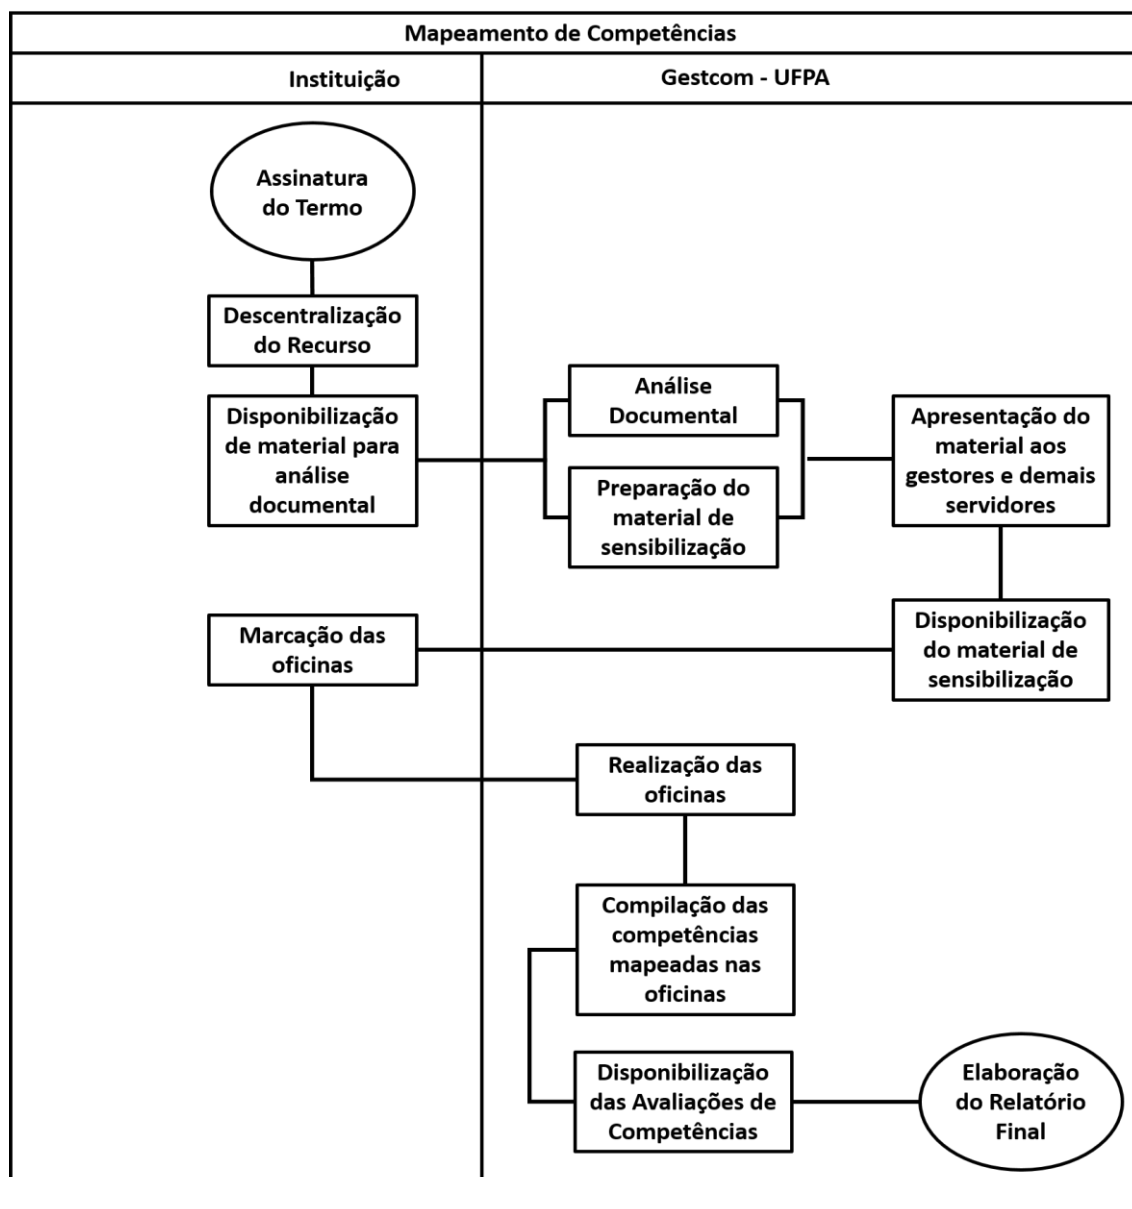 Mapeamento de Competências
Instituição
Gestcom - UFPA
Assinatura
do Termo
Descentralização
do Recurso
Disponibilização
de material para
análise
documental
Análise
Documental
Preparação do
material de
sensibilização
Apresentação do
material aos
gestores e demais
servidores
Disponibilização
do material de
sensibilização
Marcação das
oficinas
Realização das
oficinas
Compilação das
competências
mapeadas nas
oficinas
Disponibilização
das Avaliações de
Competências
Elaboração
do Relatório
Final